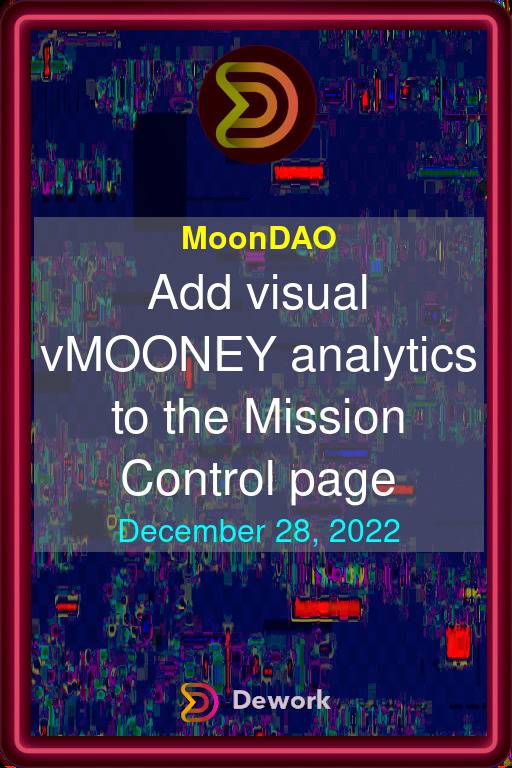 MoonDAO
Add visual
vMOONEY analytics
to the Mission
Control page
December 28, 2022
Dework